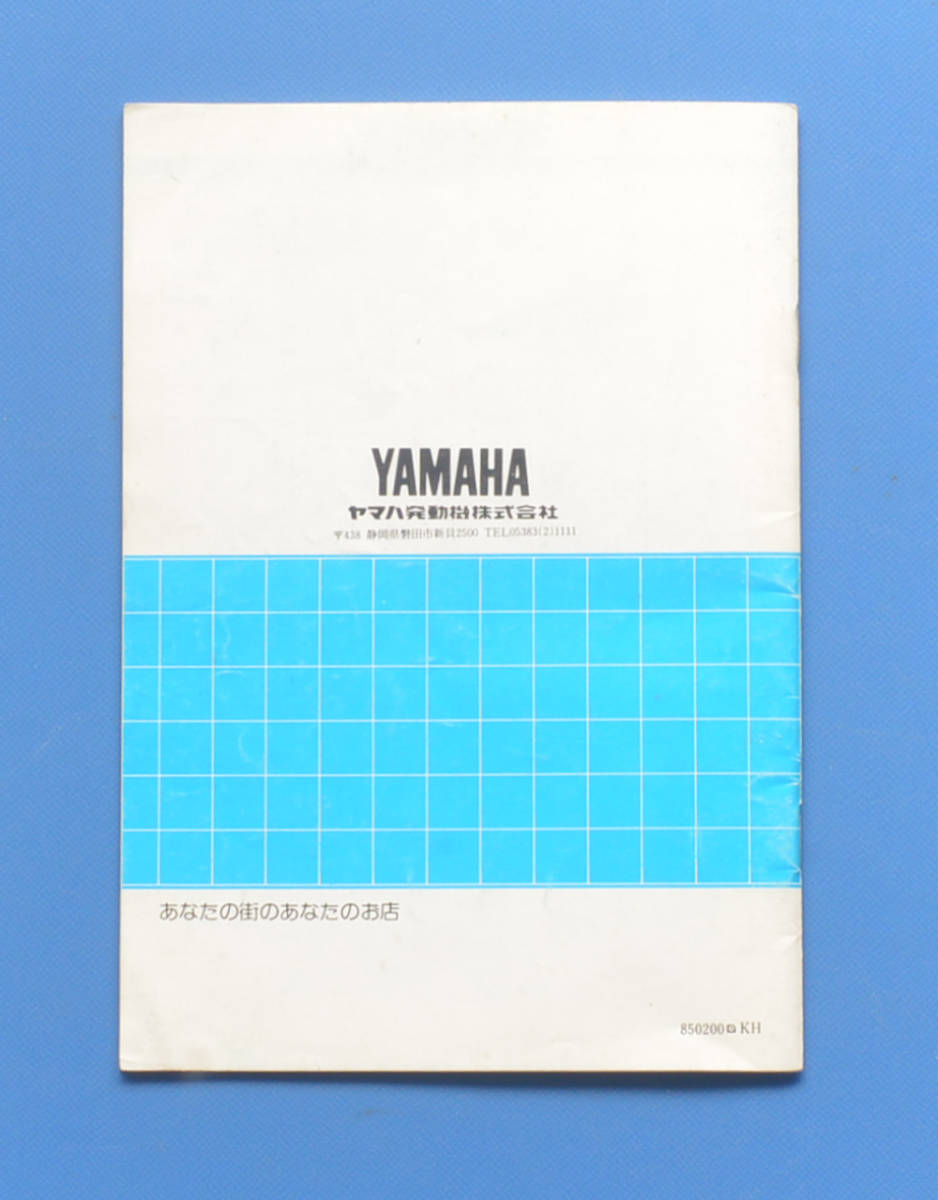 YAMAHA
ヤマハ発動機株式会社
〒438 静岡県磐田市新貝2500 TEL.05383(2)1111
あなたの街のあなたのお店
850200 KH